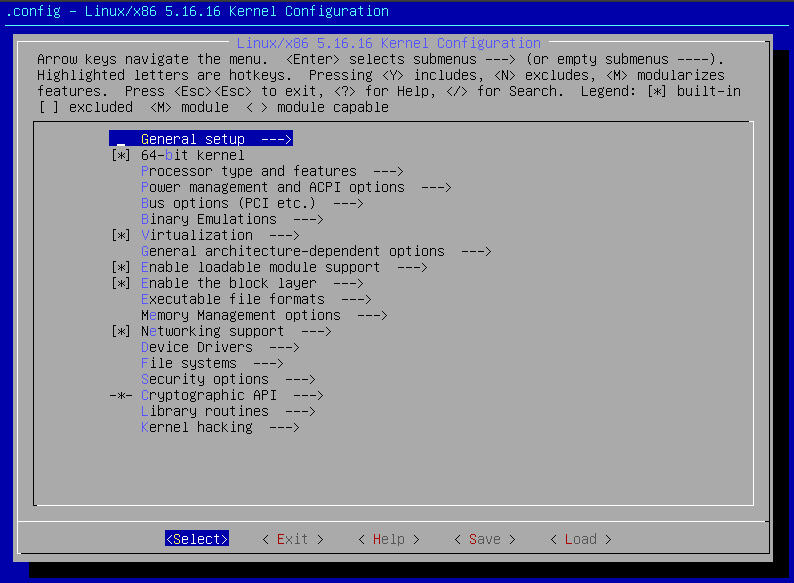 .config - Linux/x86 5.16.16 Kernel Configuration
Linux/x86 5.16.16 Kernel Configuration
Arrow keys navigate the menu.  <Enter> selects submenus ---> (or empty submenus ----).
Highlighted letters are hotkeys.  Pressing <Y> includes, <N> excludes, <M> modularizes
features.  Press <Esc><Esc> to exit, <?> for Help, </> for Search.  Legend: [*] built-in
[ ] excluded  <M> module  < > module capable
General setup  --->
[*] 64-bit kernel
Processor type and features  --->
Power management and ACPI options  --->
Bus options (PCI etc.)  --->
Binary Emulations  --->
[*] Virtualization  --->
General architecture-dependent options  --->
[*] Enable loadable module support  --->
[*] Enable the block layer  --->
Executable file formats  --->
Memory Management options  --->
[*] Networking support  --->
Device Drivers  --->
File systems  --->
Security options  --->
-*- Cryptographic API  --->
Library routines  --->
Kernel hacking  --->
<Select>    < Exit >    < Help >    < Save >    < Load >